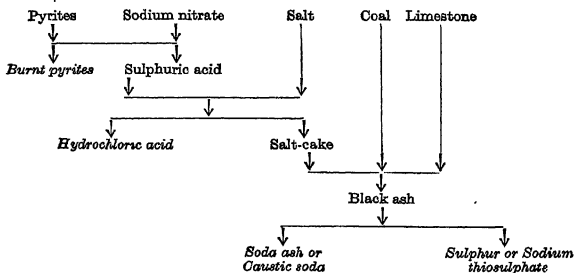 Pyrites Sodium nitrate Salt Coal Limestone
Burnt pyrites Sulphuric acid
Hydrochloric acid Salt-cake
Black ash
Soda ash or Sulphur or Sodium
Caustic soda thiosulphate